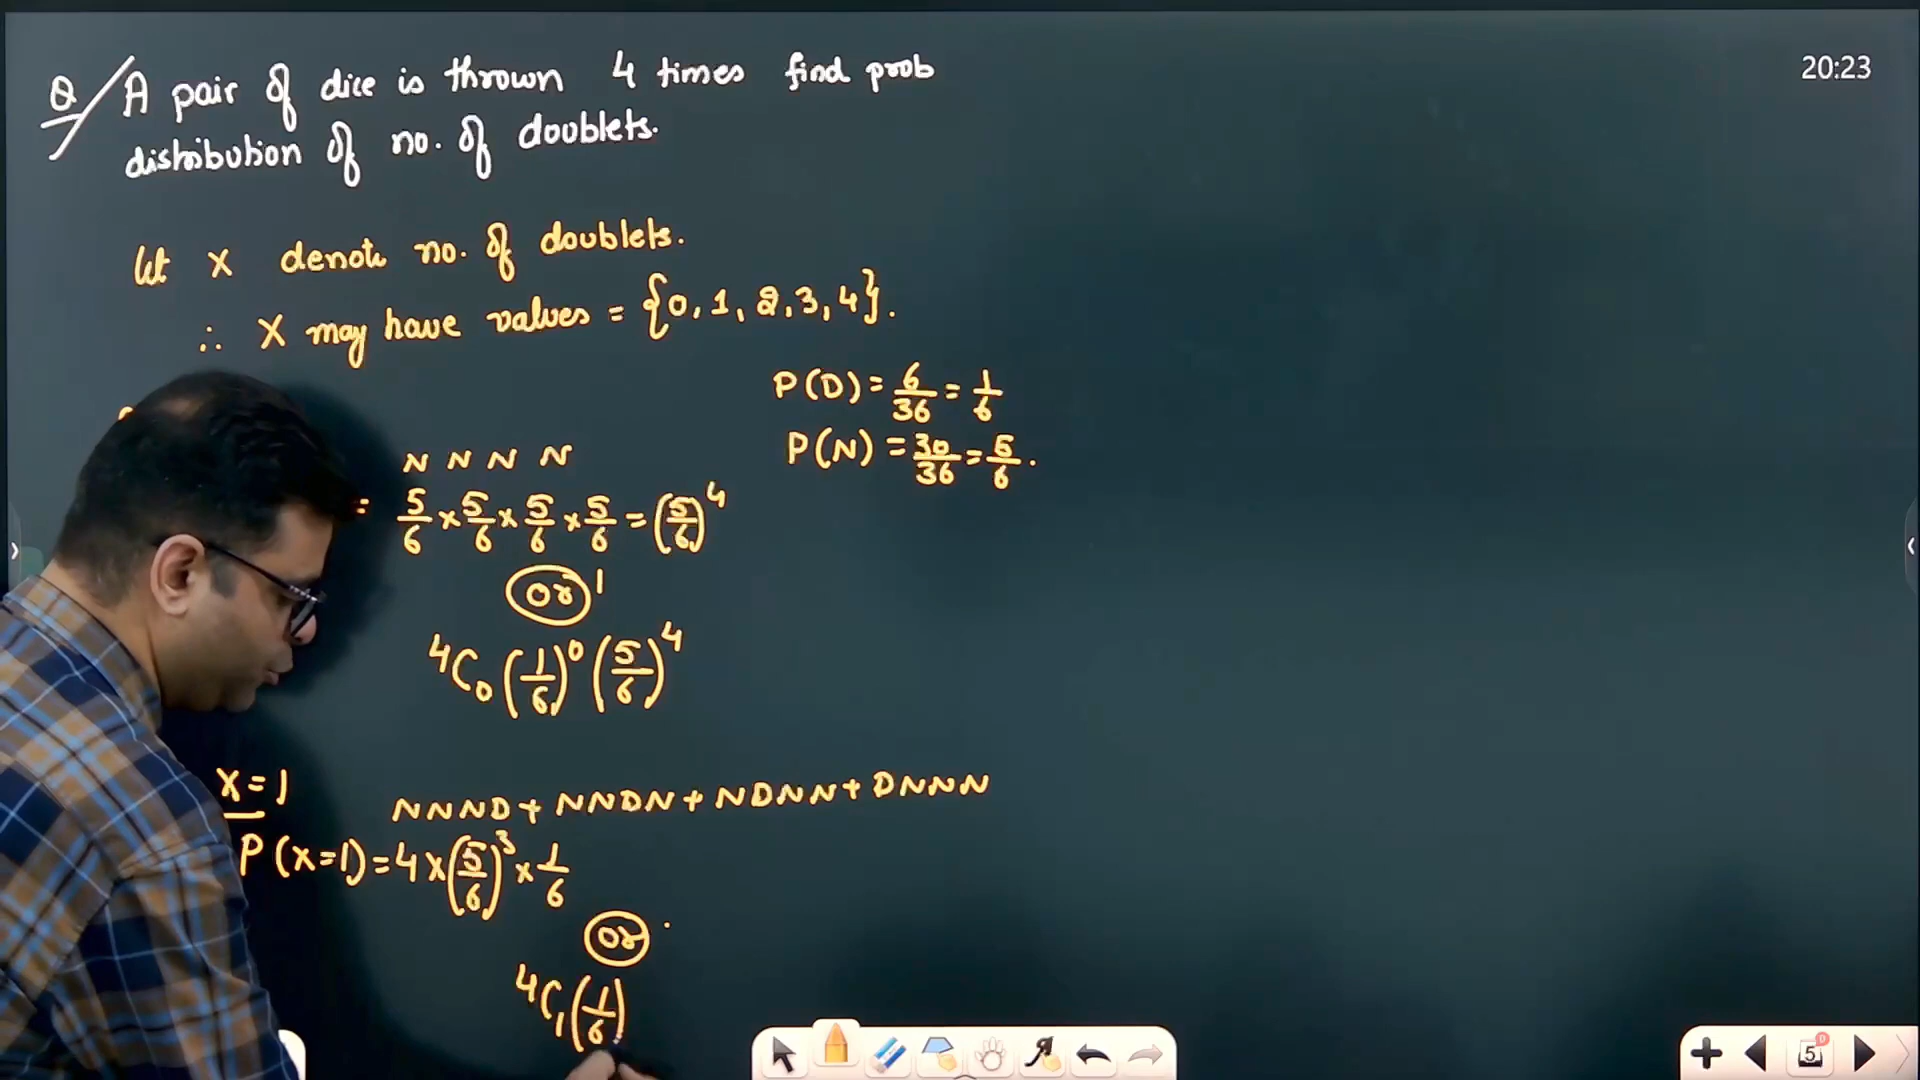 20:23
Q/ A pair of dice is thrown 4 times find prob
distribution of no. of doublets.
let X denote no. of doublets.
∴ X may have values = {0, 1, 2, 3, 4}.
P(D) = 6/36 = 1/6
P(N) = 30/36 = 5/6.
N N N N
= 5/6 × 5/6 × 5/6 × 5/6 = (5/6)^4
or
4C0 (1/6)^0 (5/6)^4
X = 1
NNND + NNDN + NDNN + DNNN
P(X=1) = 4 × (5/6)^3 × 1/6
or
4C1 (1/6)
5
0